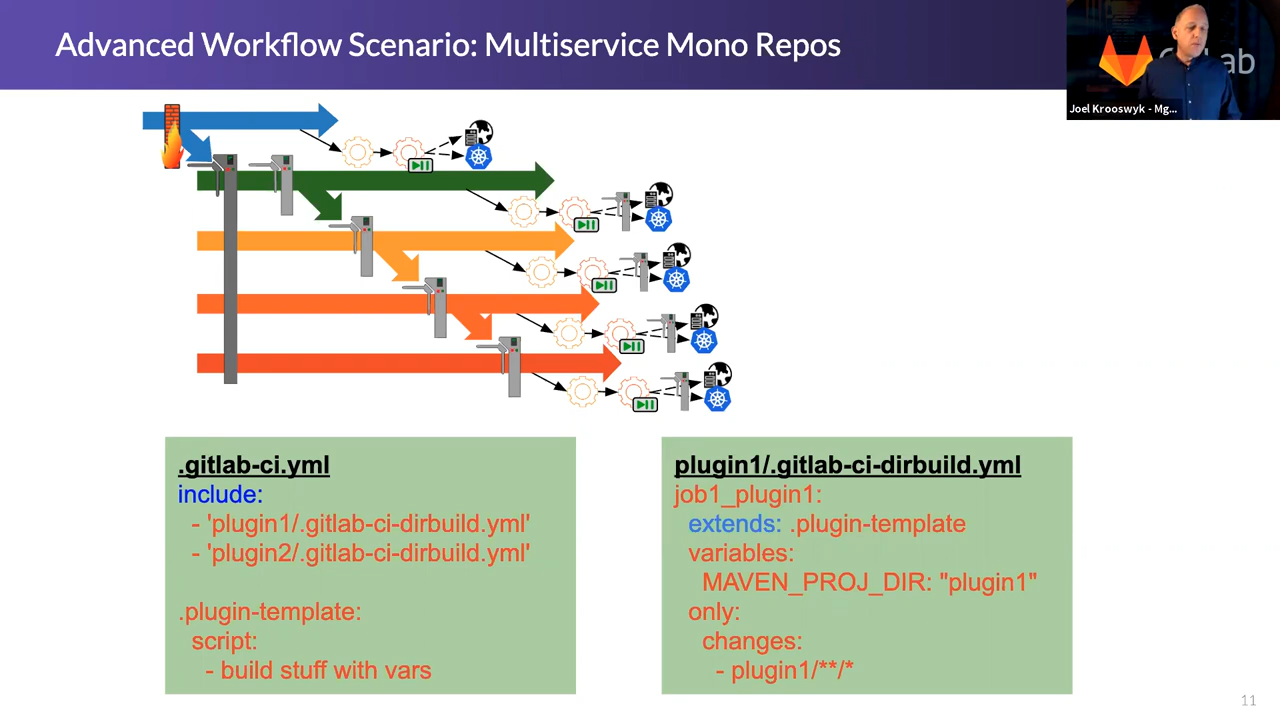 Advanced Workflow Scenario: Multiservice Mono Repos
Joel Krooswyk - Mg...
.gitlab-ci.yml
include:
- 'plugin1/.gitlab-ci-dirbuild.yml'
- 'plugin2/.gitlab-ci-dirbuild.yml'
.plugin-template:
script:
- build stuff with vars
plugin1/.gitlab-ci-dirbuild.yml
job1_plugin1:
extends: .plugin-template
variables:
MAVEN_PROJ_DIR: "plugin1"
only:
changes:
- plugin1/**/*
11